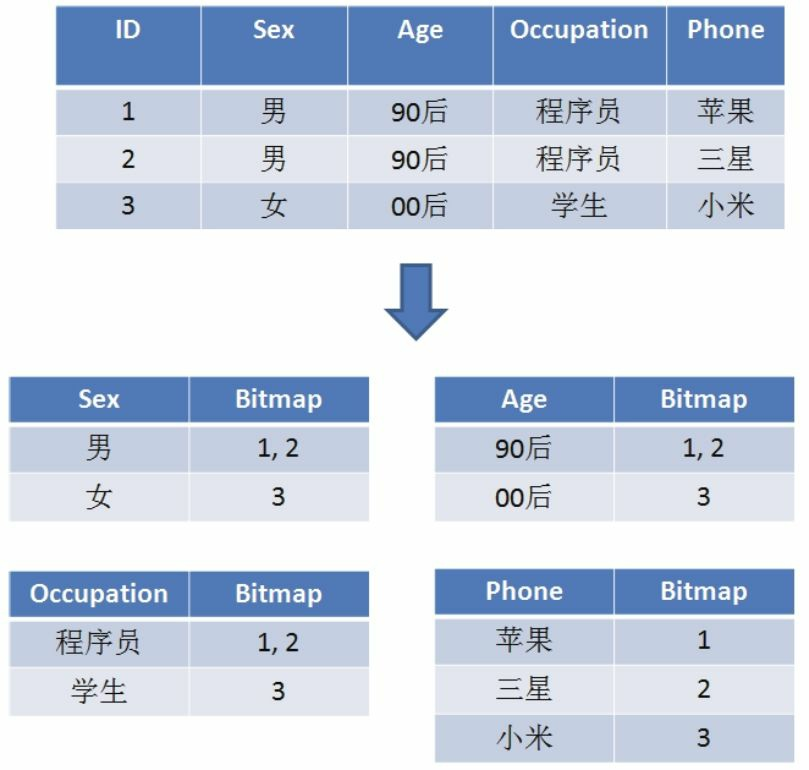 ID Sex Age Occupation Phone
1 男 90后 程序员 苹果
2 男 90后 程序员 三星
3 女 00后 学生 小米
Sex Bitmap
男 1, 2
女 3
Age Bitmap
90后 1, 2
00后 3
Occupation Bitmap
程序员 1, 2
学生 3
Phone Bitmap
苹果 1
三星 2
小米 3